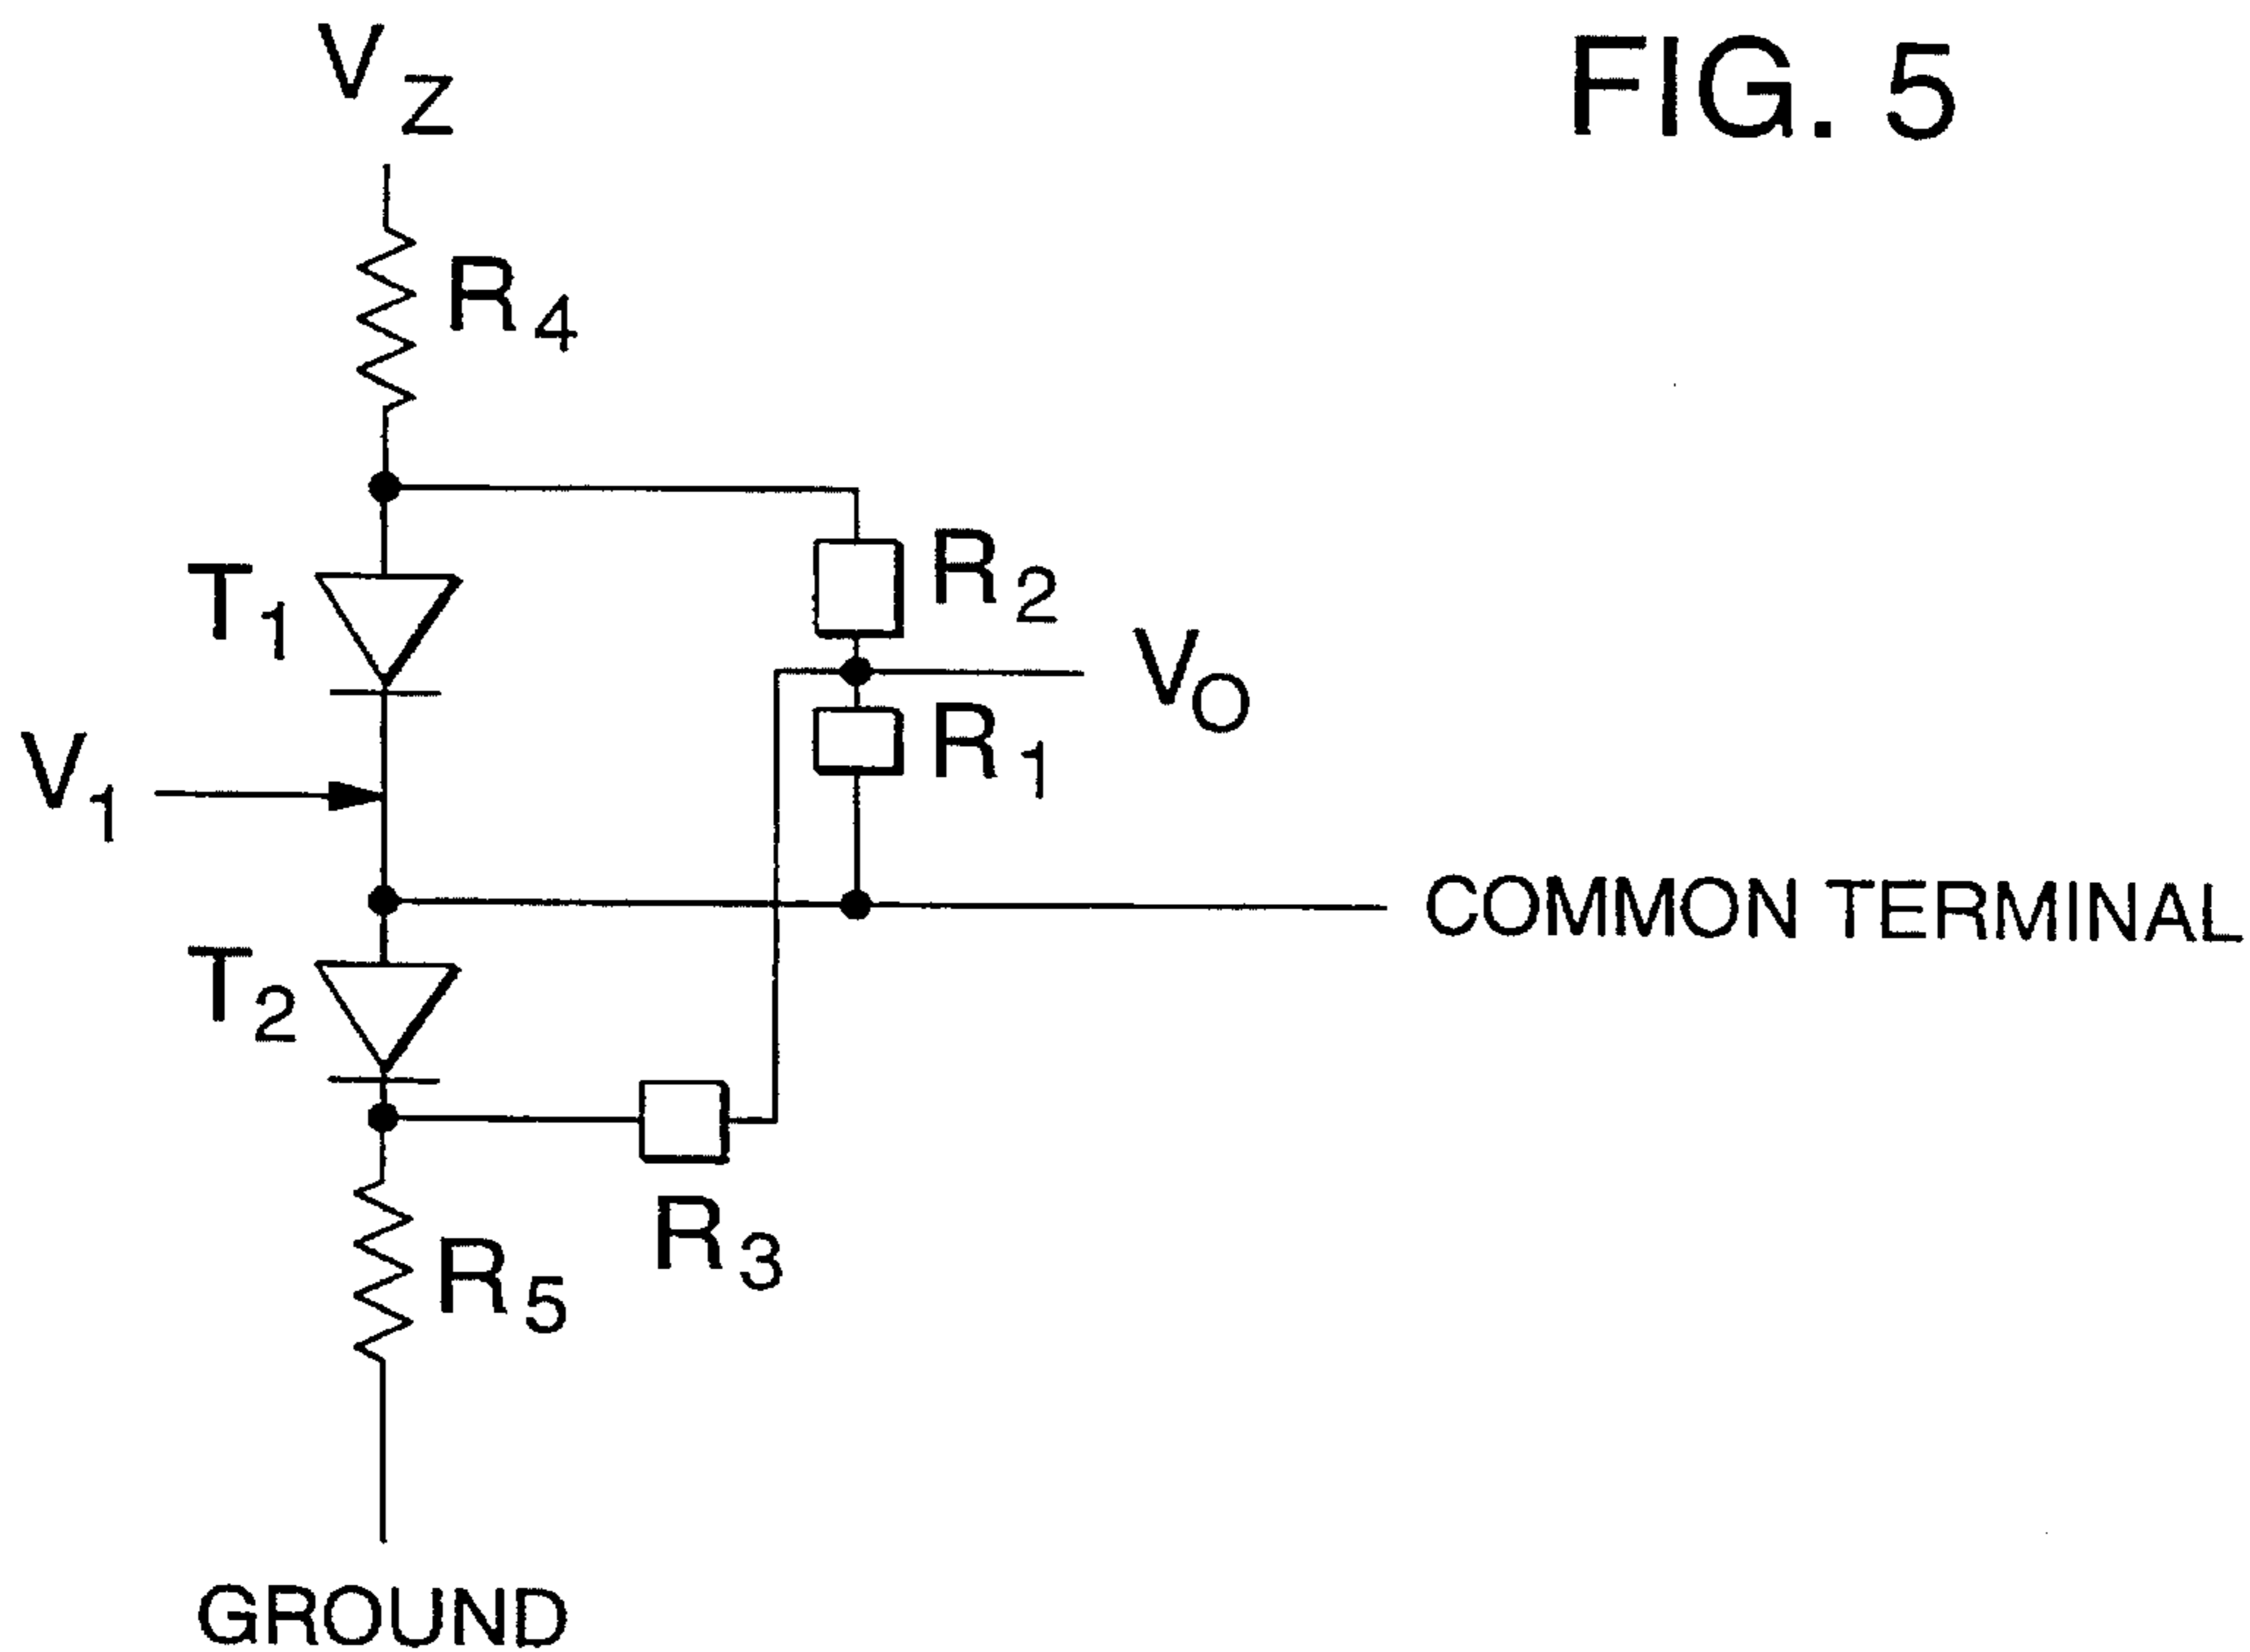 FIG. 5
VZ
R4
R2
T1
VO
R1
V1
COMMON TERMINAL
T2
R3
R5
GROUND